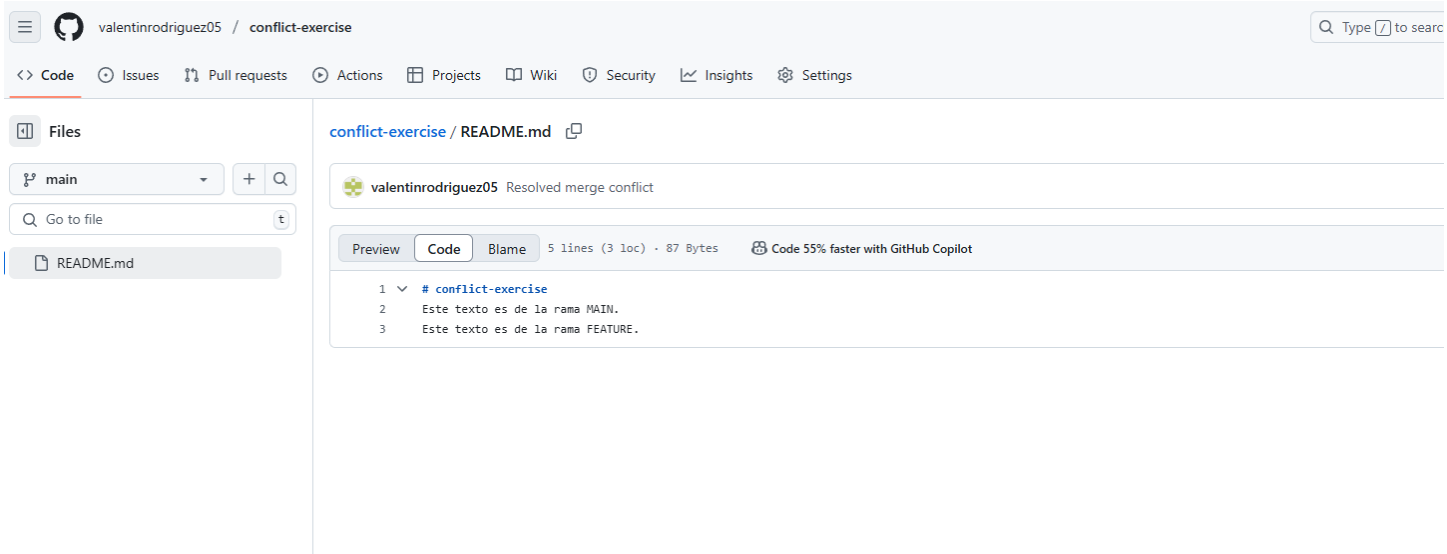 valentinrodriguez05 / conflict-exercise
Type / to searc
Code Issues Pull requests Actions Projects Wiki Security Insights Settings
Files
conflict-exercise / README.md
main
valentinrodriguez05 Resolved merge conflict
Go to file t
Preview Code Blame 5 lines (3 loc) · 87 Bytes Code 55% faster with GitHub Copilot
README.md
1 # conflict-exercise
2 Este texto es de la rama MAIN.
3 Este texto es de la rama FEATURE.